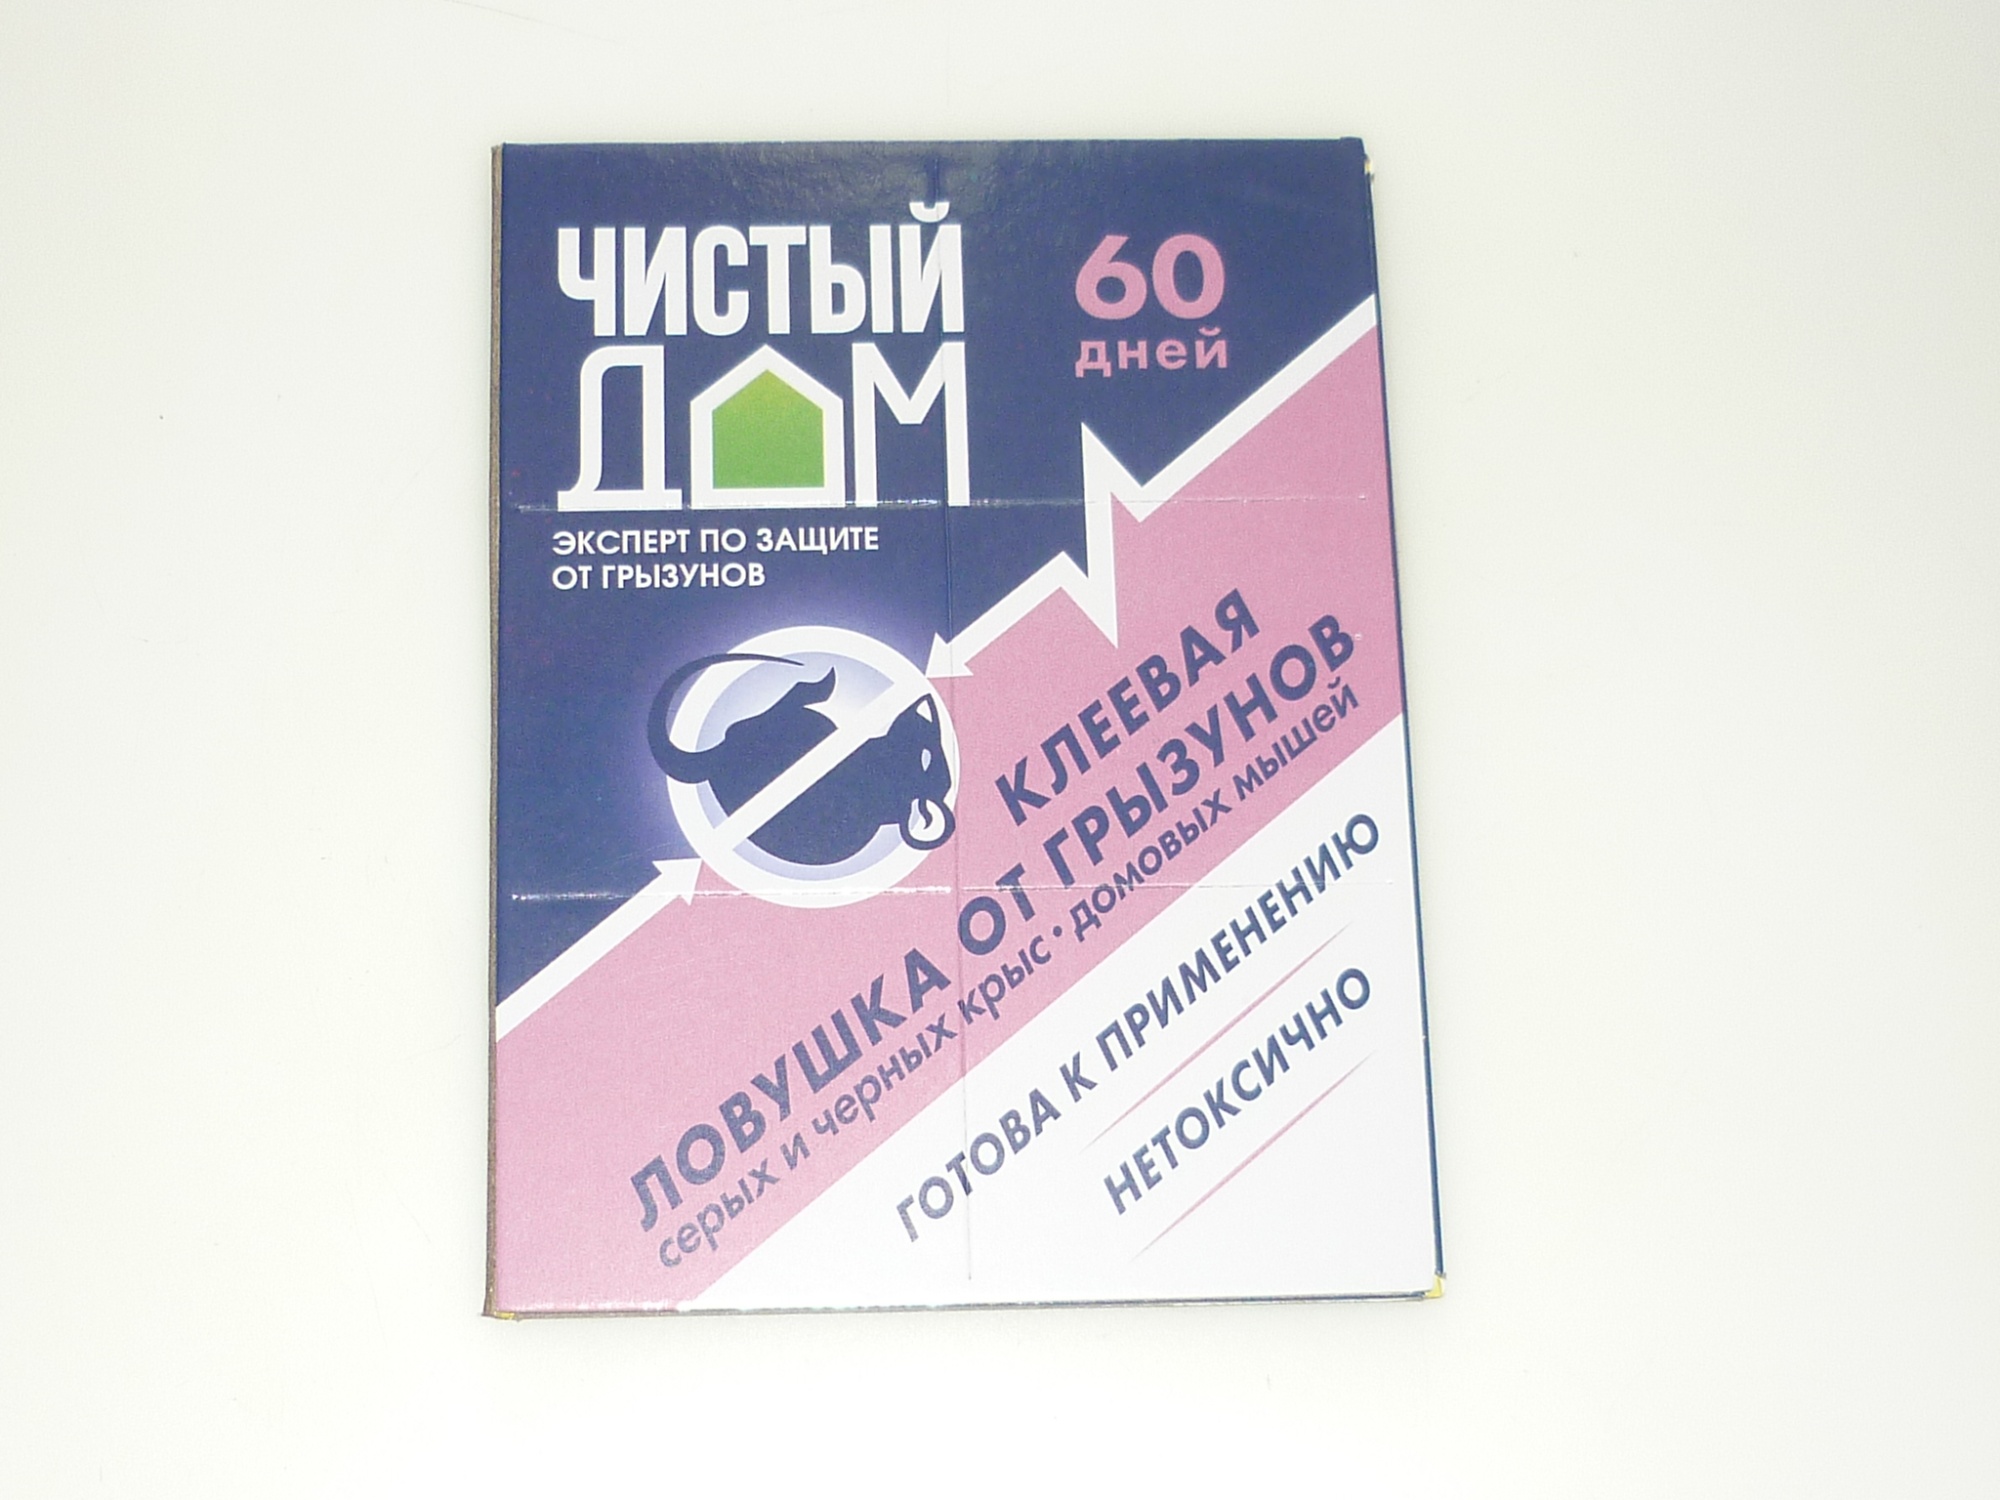 ЧИСТЫЙ
ДОМ
60
дней
ЭКСПЕРТ ПО ЗАЩИТЕ
ОТ ГРЫЗУНОВ
КЛЕЕВАЯ
ЛОВУШКА ОТ ГРЫЗУНОВ
серых и черных крыс • домовых мышей
ГОТОВА К ПРИМЕНЕНИЮ
НЕТОКСИЧНО